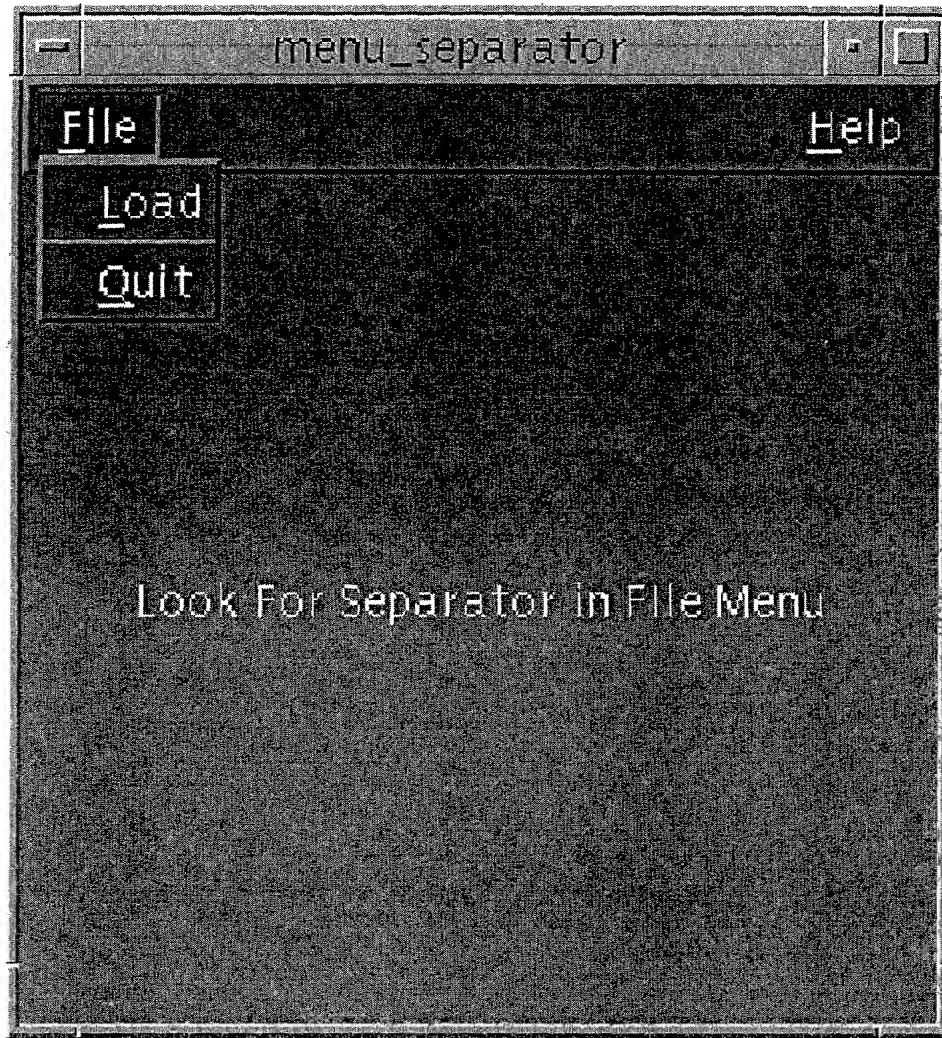 menu_separator
File Help
Load
Quit
Look For Separator in File Menu